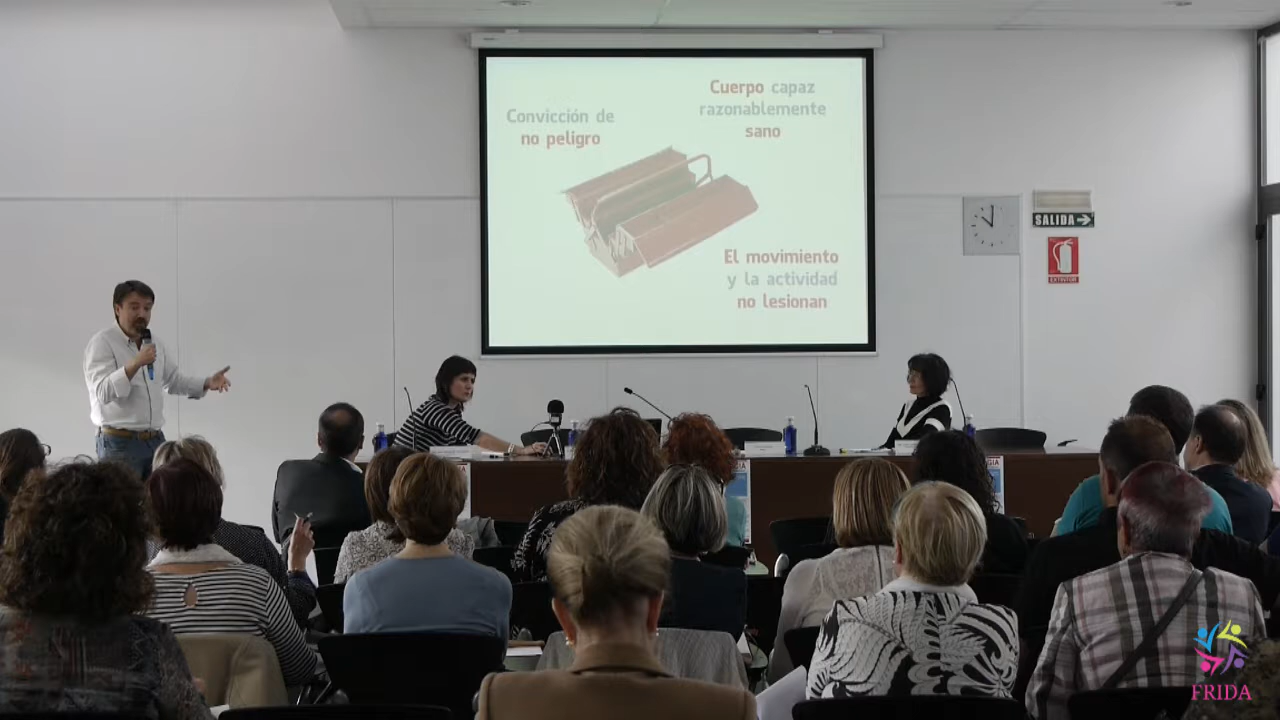 Cuerpo capaz
razonablemente
sano
Convicción de
no peligro
El movimiento
y la actividad
no lesionan
SALIDA
EXTINTOR
FRIDA